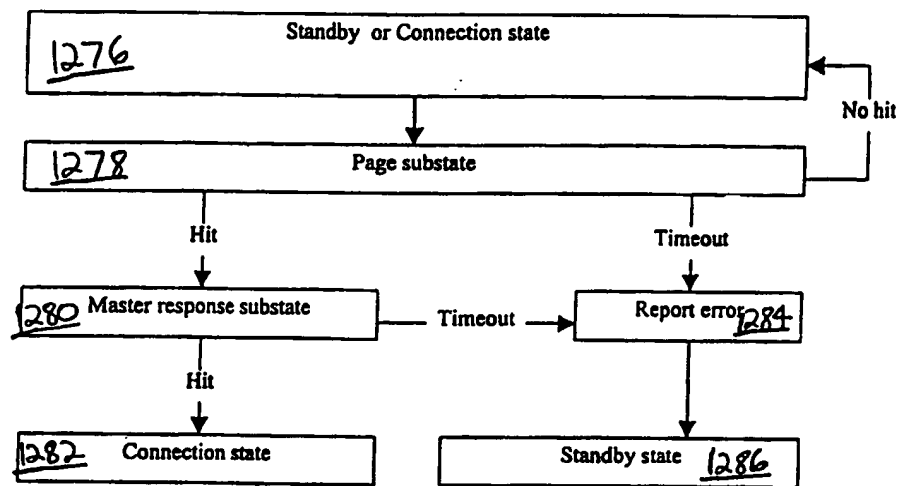 Standby or Connection state
1276
No hit
1278
Page substate
Hit
Timeout
1280 Master response substate
Timeout
Report error 1284
Hit
1282 Connection state
Standby state 1286